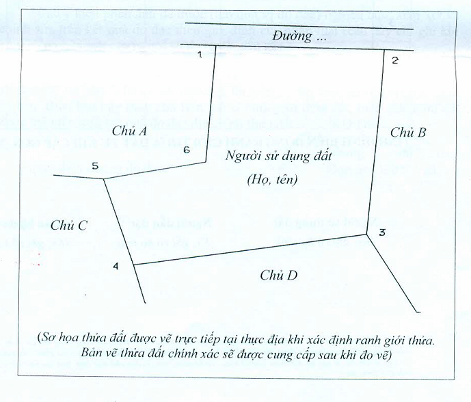 Đường ...
1
2
Chủ A
Chủ B
6
Người sử dụng đất
5
(Họ, tên)
Chủ C
3
4
Chủ D
(Sơ họa thửa đất được vẽ trực tiếp tại thực địa khi xác định ranh giới thửa.
Bản vẽ thửa đất chính xác sẽ được cung cấp sau khi đo vẽ)